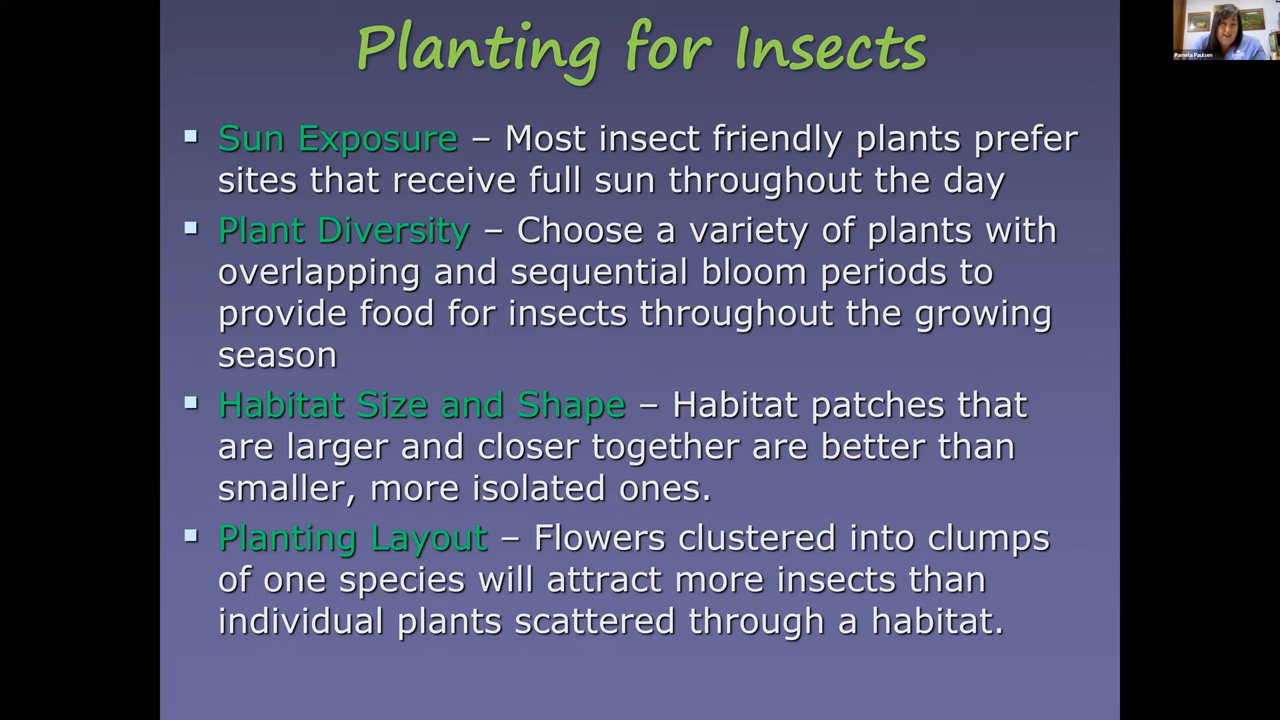 Planting for Insects
Pamela Paulsen
▪ Sun Exposure – Most insect friendly plants prefer
sites that receive full sun throughout the day
▪ Plant Diversity – Choose a variety of plants with
overlapping and sequential bloom periods to
provide food for insects throughout the growing
season
▪ Habitat Size and Shape – Habitat patches that
are larger and closer together are better than
smaller, more isolated ones.
▪ Planting Layout – Flowers clustered into clumps
of one species will attract more insects than
individual plants scattered through a habitat.